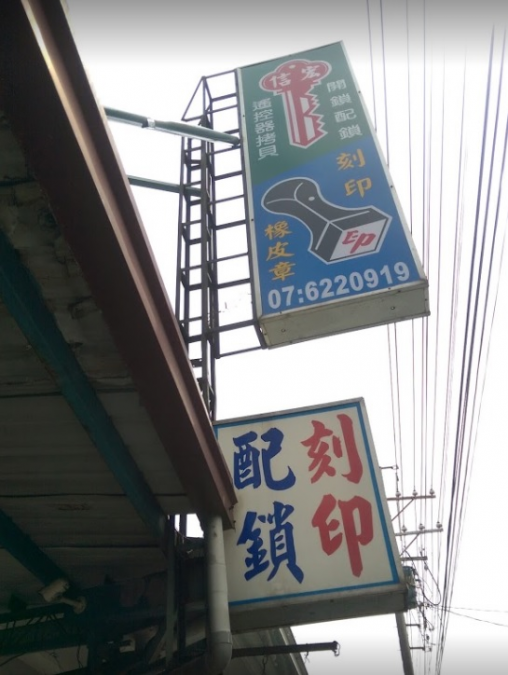 信宏
開鎖配鎖
遙控器拷貝
刻印
橡皮章
印
07:6220919
刻印
配鎖